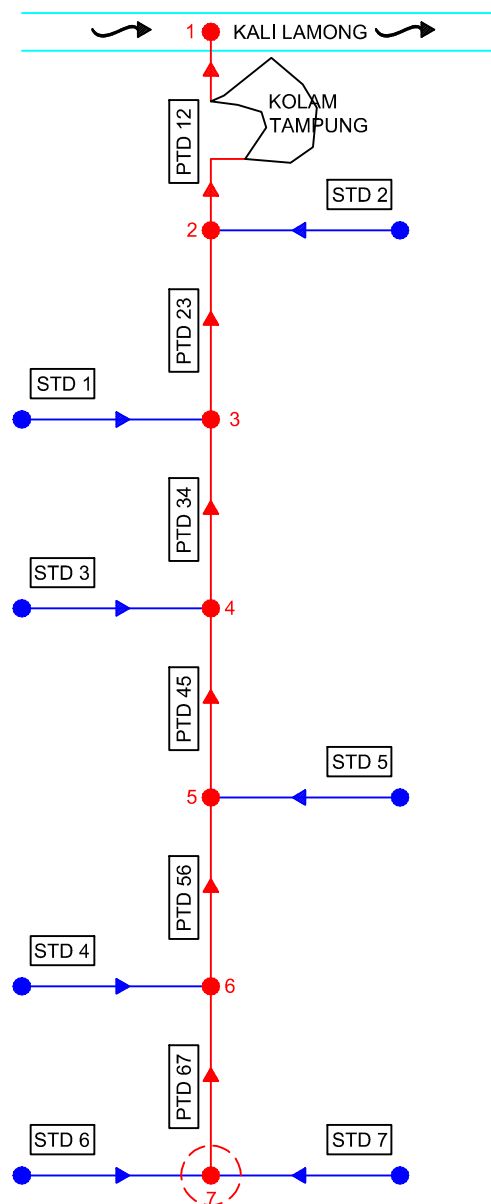 1
KALI LAMONG
KOLAM
TAMPUNG
PTD 12
STD 2
2
PTD 23
STD 1
3
PTD 34
STD 3
4
PTD 45
STD 5
5
PTD 56
STD 4
6
PTD 67
STD 6
STD 7
7